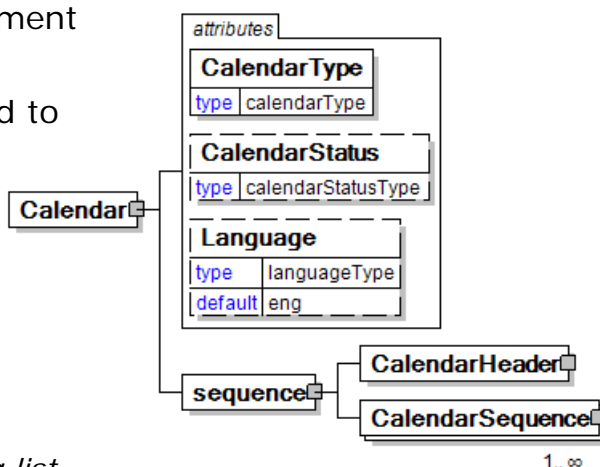 ment
d to
attributes
CalendarType
type calendarType
CalendarStatus
type calendarStatusType
Language
type languageType
default eng
Calendar
sequence
CalendarHeader
CalendarSequence
1..∞
list